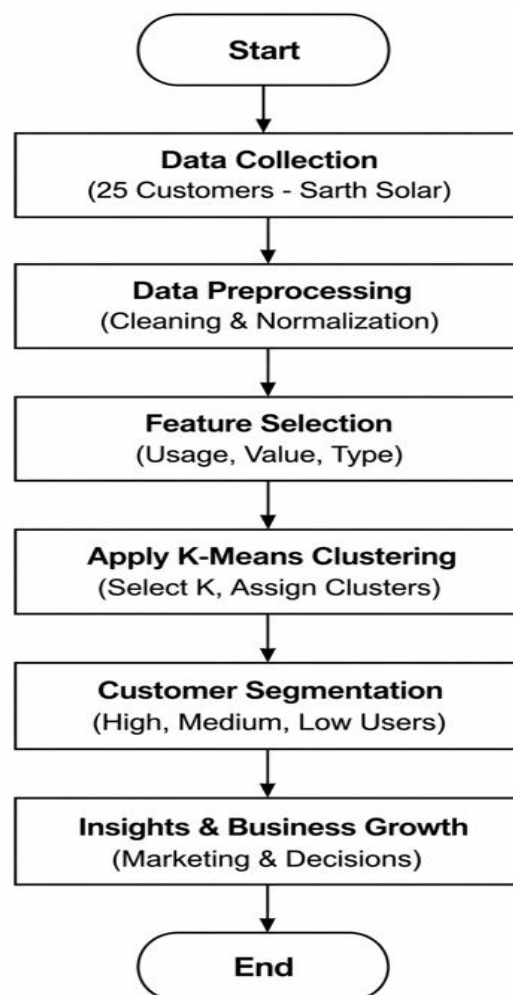 Start
Data Collection
(25 Customers - Sarth Solar)
Data Preprocessing
(Cleaning & Normalization)
Feature Selection
(Usage, Value, Type)
Apply K-Means Clustering
(Select K, Assign Clusters)
Customer Segmentation
(High, Medium, Low Users)
Insights & Business Growth
(Marketing & Decisions)
End